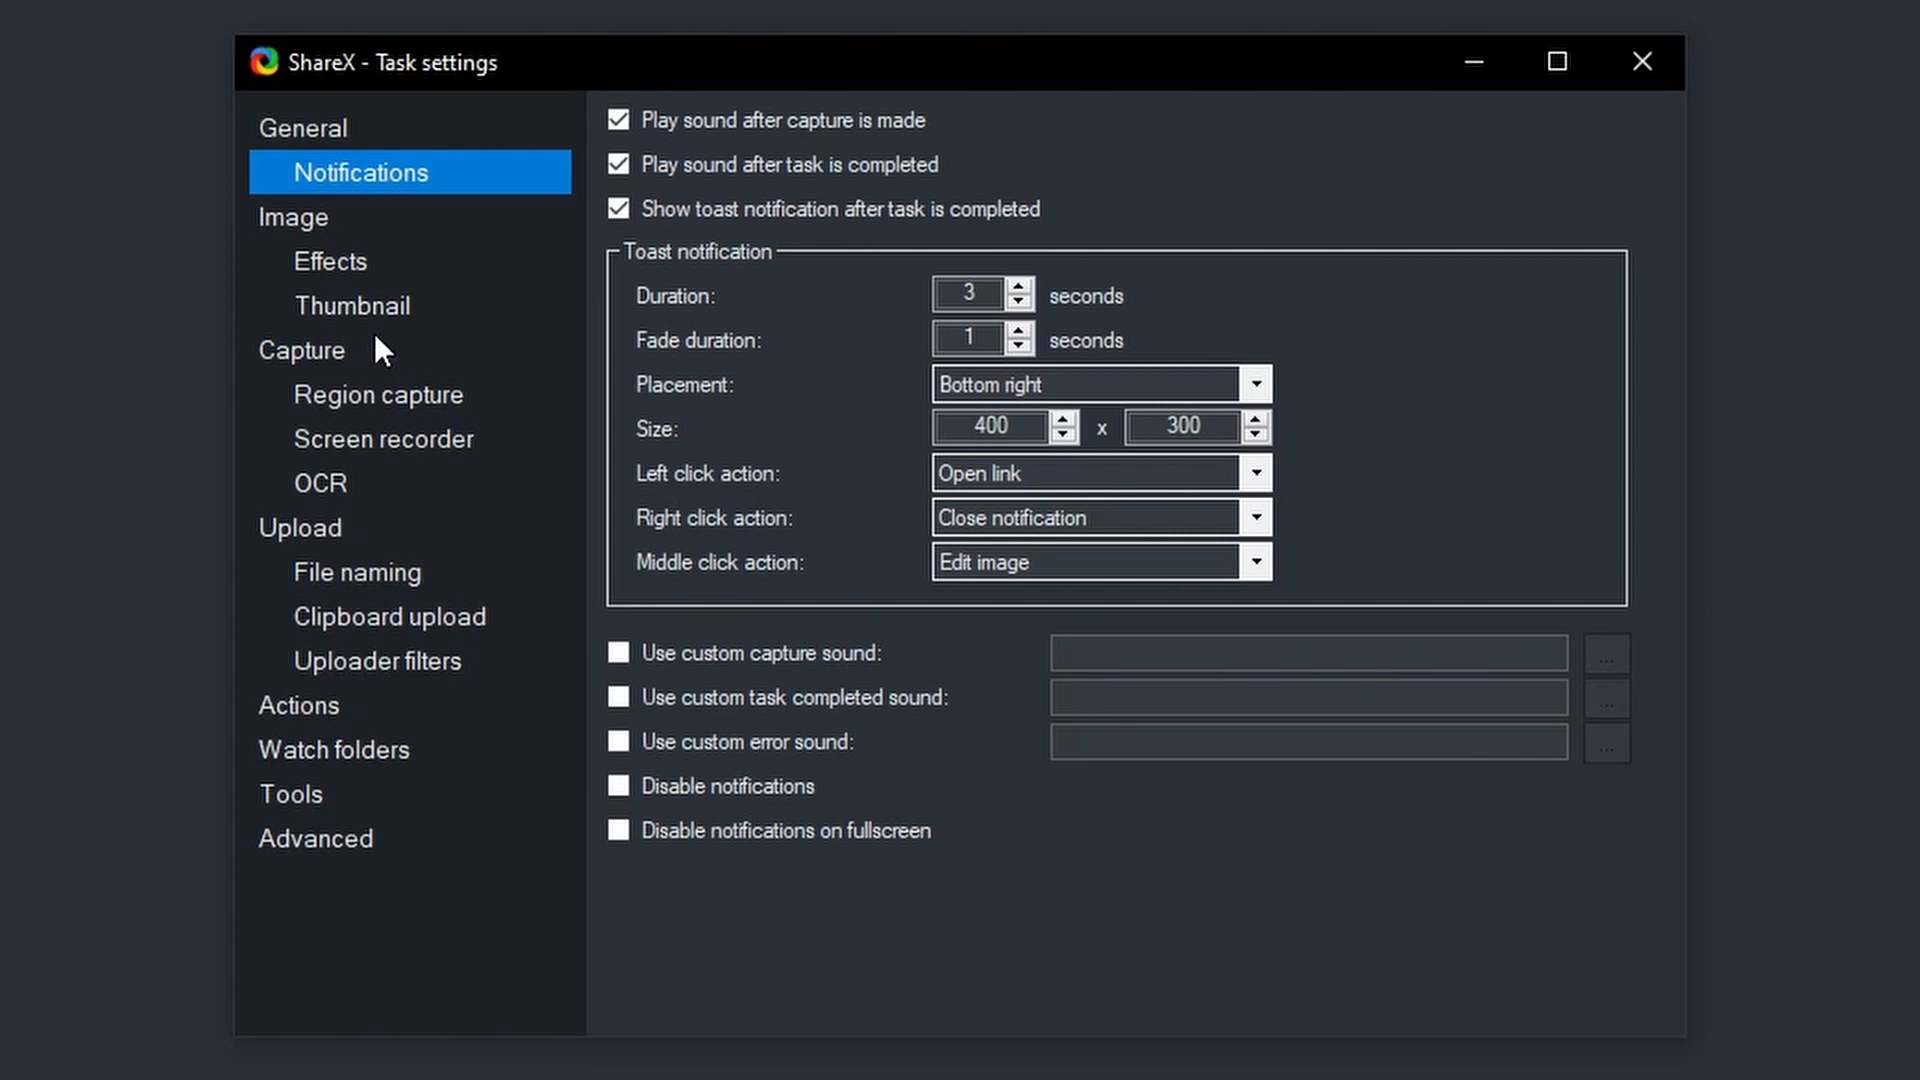 ShareX - Task settings
General
Notifications
Image
Effects
Thumbnail
Capture
Region capture
Screen recorder
OCR
Upload
File naming
Clipboard upload
Uploader filters
Actions
Watch folders
Tools
Advanced
Play sound after capture is made
Play sound after task is completed
Show toast notification after task is completed
Toast notification
Duration: 3 seconds
Fade duration: 1 seconds
Placement: Bottom right
Size: 400 x 300
Left click action: Open link
Right click action: Close notification
Middle click action: Edit image
Use custom capture sound: ...
Use custom task completed sound: ...
Use custom error sound: ...
Disable notifications
Disable notifications on fullscreen